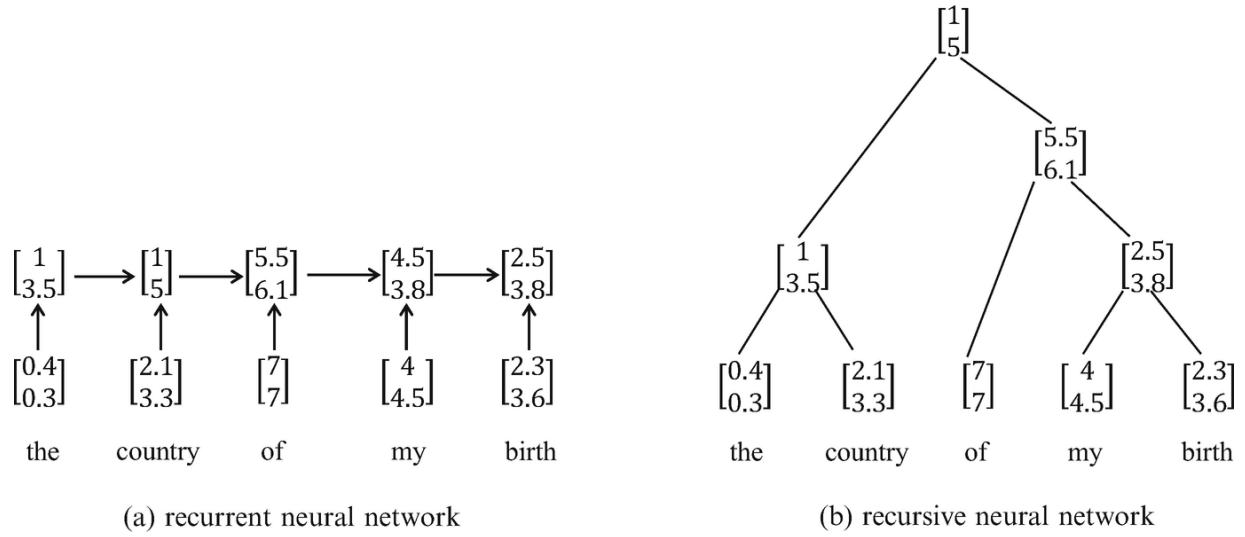 1
5
5.5
6.1
1 1 5.5 4.5 2.5 1 2.5
3.5 5 6.1 3.8 3.8 3.5 3.8
0.4 2.1 7 4 2.3 0.4 2.1 7 4 2.3
0.3 3.3 7 4.5 3.6 0.3 3.3 7 4.5 3.6
the country of my birth the country of my birth
(a) recurrent neural network (b) recursive neural network